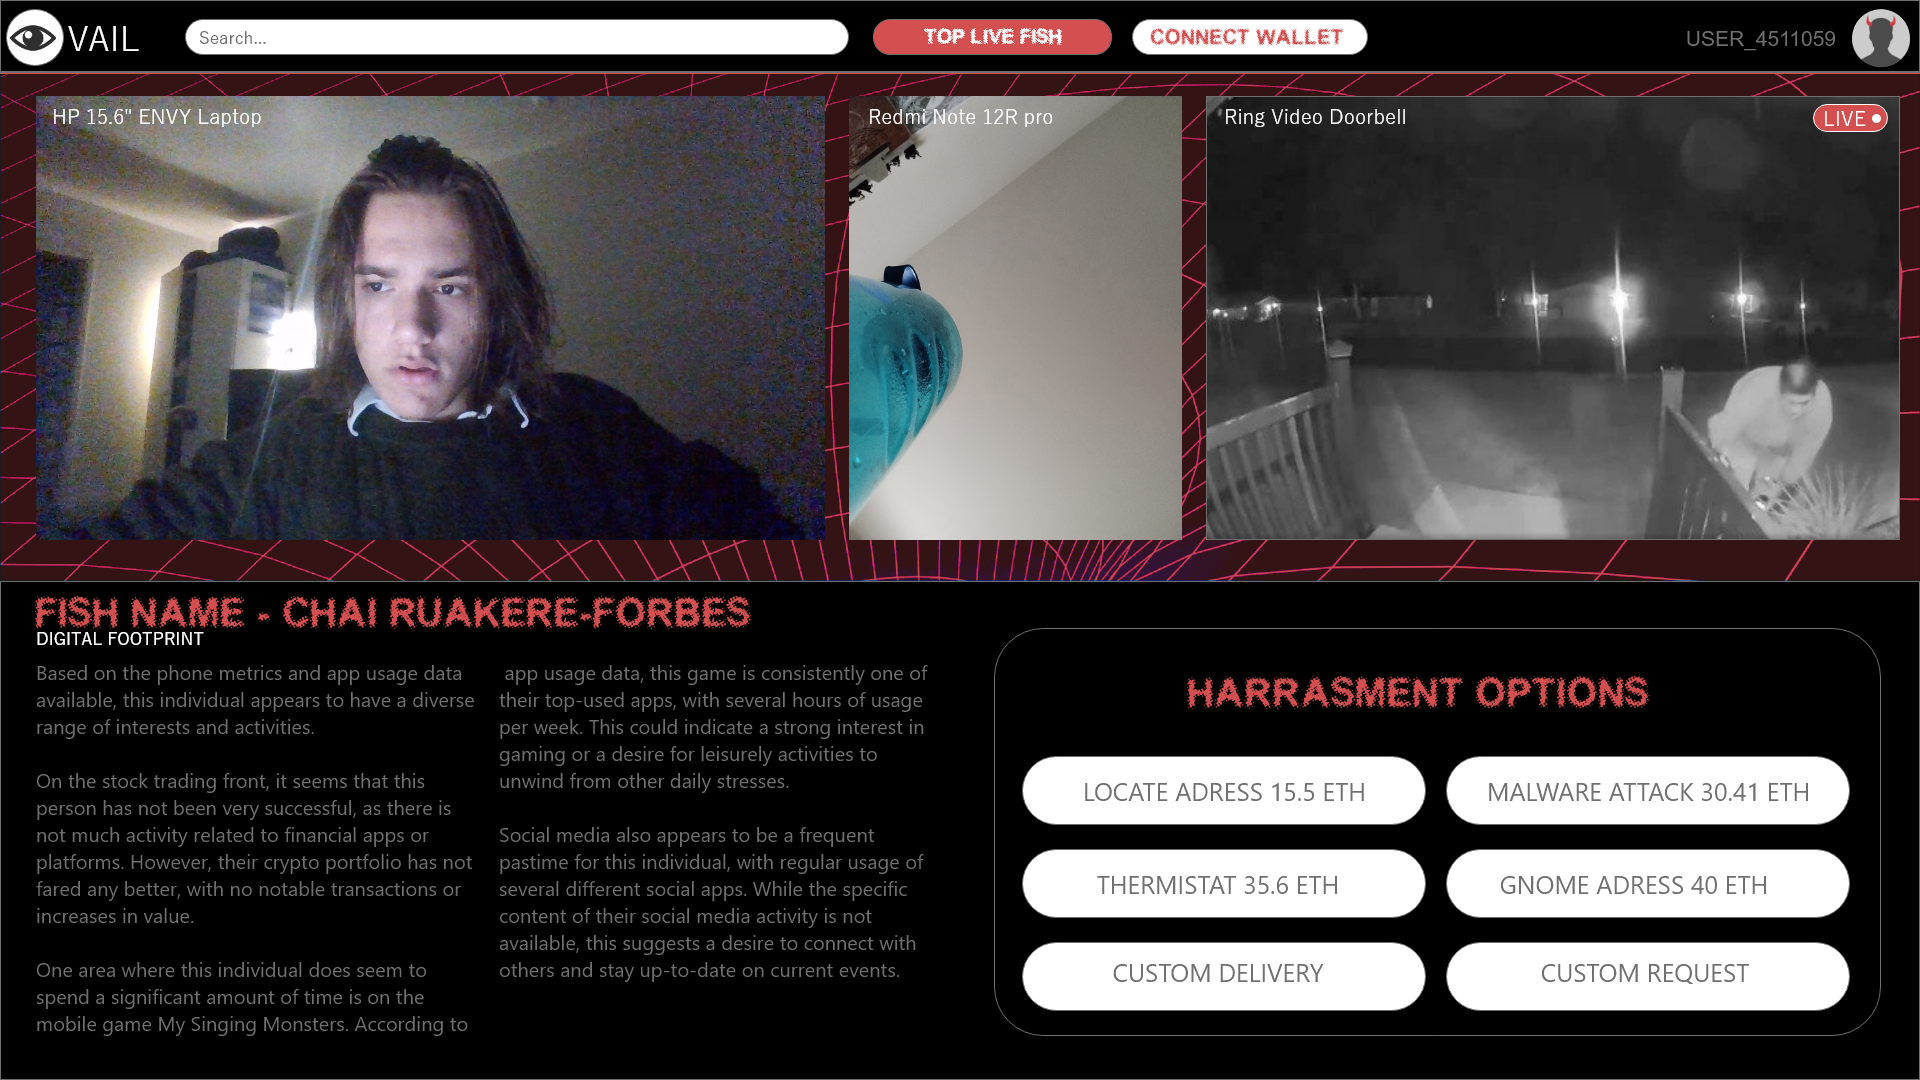 VAIL
Search...
TOP LIVE FISH
CONNECT WALLET
USER_4511059
HP 15.6" ENVY Laptop
Redmi Note 12R pro
Ring Video Doorbell
LIVE
FISH NAME - CHAI RUAKERE-FORBES
DIGITAL FOOTPRINT
Based on the phone metrics and app usage data
available, this individual appears to have a diverse
range of interests and activities.
On the stock trading front, it seems that this
person has not been very successful, as there is
not much activity related to financial apps or
platforms. However, their crypto portfolio has not
fared any better, with no notable transactions or
increases in value.
One area where this individual does seem to
spend a significant amount of time is on the
mobile game My Singing Monsters. According to
app usage data, this game is consistently one of
their top-used apps, with several hours of usage
per week. This could indicate a strong interest in
gaming or a desire for leisurely activities to
unwind from other daily stresses.
Social media also appears to be a frequent
pastime for this individual, with regular usage of
several different social apps. While the specific
content of their social media activity is not
available, this suggests a desire to connect with
others and stay up-to-date on current events.
HARRASMENT OPTIONS
LOCATE ADRESS 15.5 ETH
MALWARE ATTACK 30.41 ETH
THERMISTAT 35.6 ETH
GNOME ADRESS 40 ETH
CUSTOM DELIVERY
CUSTOM REQUEST